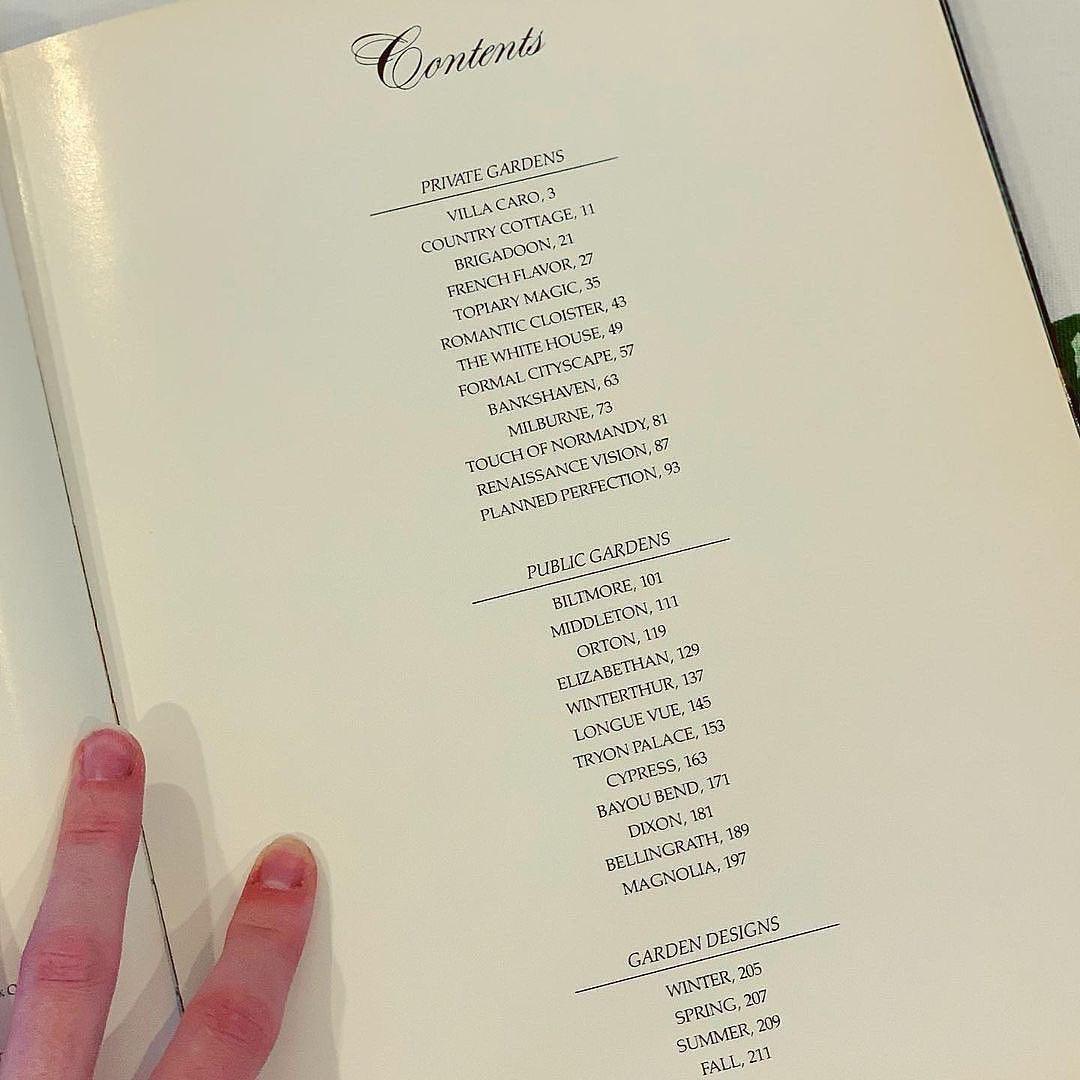 Contents
PRIVATE GARDENS
VILLA CARO, 3
COUNTRY COTTAGE, 11
BRIGADOON, 21
FRENCH FLAVOR, 27
TOPIARY MAGIC, 35
ROMANTIC CLOISTER, 43
THE WHITE HOUSE, 49
FORMAL CITYSCAPE, 57
BANKSHAVEN, 63
MILBURNE, 73
TOUCH OF NORMANDY, 81
RENAISSANCE VISION, 87
PLANNED PERFECTION, 93
PUBLIC GARDENS
BILTMORE, 101
MIDDLETON, 111
ORTON, 119
ELIZABETHAN, 129
WINTERTHUR, 137
LONGUE VUE, 145
TRYON PALACE, 153
CYPRESS, 163
BAYOU BEND, 171
DIXON, 181
BELLINGRATH, 189
MAGNOLIA, 197
GARDEN DESIGNS
WINTER, 205
SPRING, 207
SUMMER, 209
FALL, 211